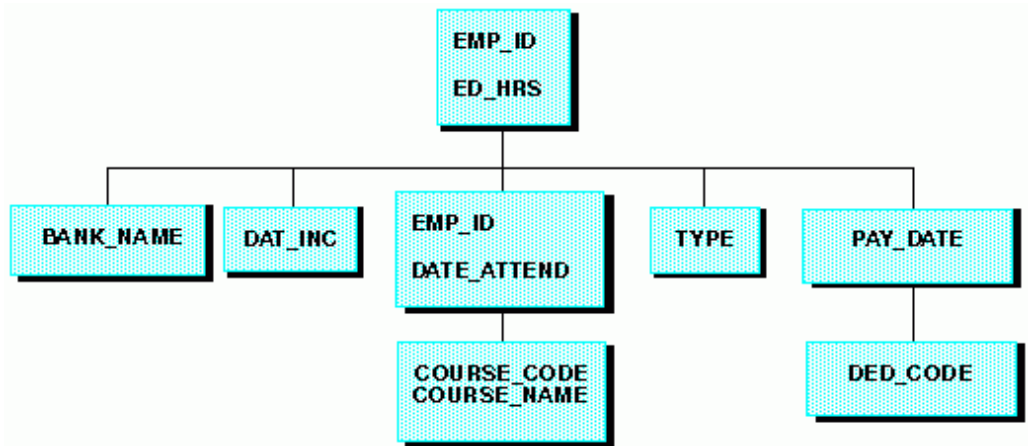 EMP_ID
ED_HRS
BANK_NAME
DAT_INC
EMP_ID
DATE_ATTEND
TYPE
PAY_DATE
COURSE_CODE
COURSE_NAME
DED_CODE